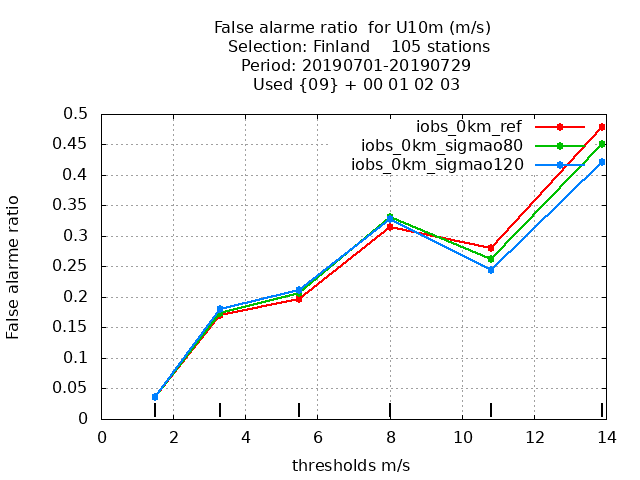 False alarme ratio  for U10m (m/s)
Selection: Finland    105 stations
Period: 20190701-20190729
Used {09} + 00 01 02 03
iobs_0km_ref
iobs_0km_sigmao80
iobs_0km_sigmao120
False alarme ratio
0.5
0.45
0.4
0.35
0.3
0.25
0.2
0.15
0.1
0.05
0
0 2 4 6 8 10 12 14
thresholds m/s